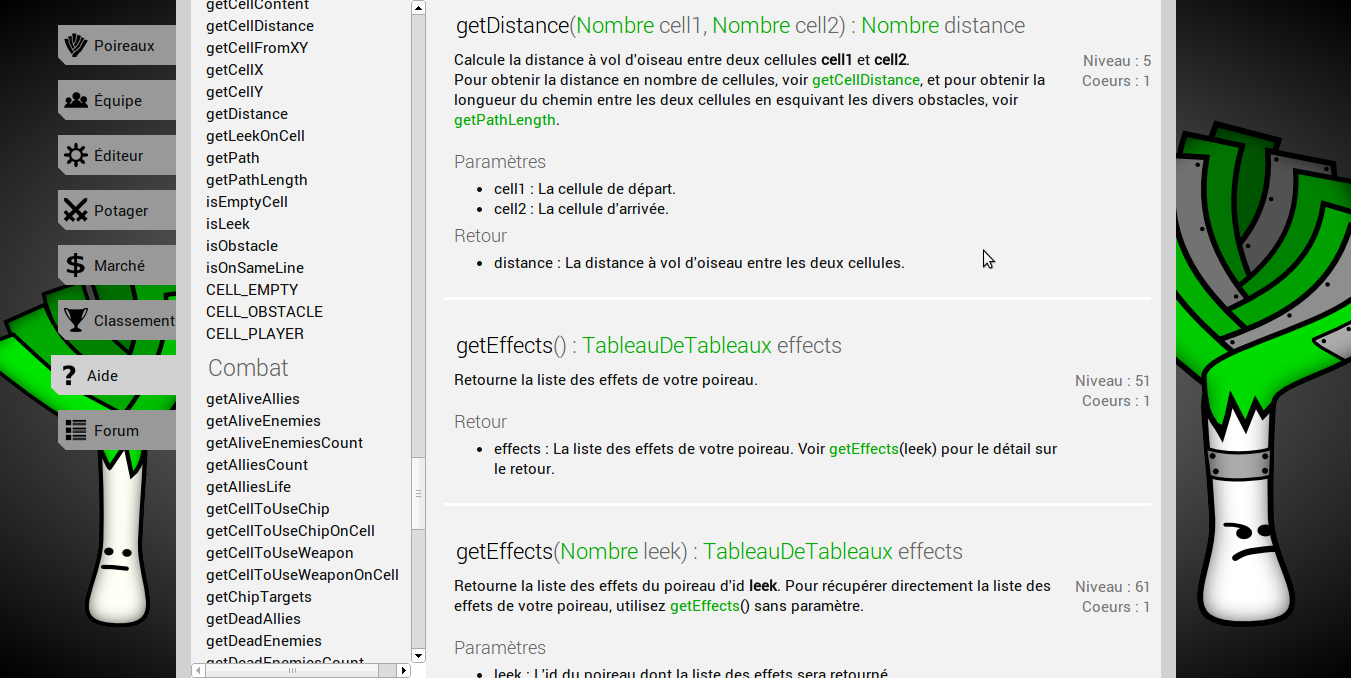 Poireaux
Équipe
Éditeur
Potager
Marché
Classement
Aide
Forum
getCellContent
getCellDistance
getCellFromXY
getCellX
getCellY
getDistance
getLeekOnCell
getPath
getPathLength
isEmptyCell
isLeek
isObstacle
isOnSameLine
CELL_EMPTY
CELL_OBSTACLE
CELL_PLAYER
Combat
getAliveAllies
getAliveEnemies
getAliveEnemiesCount
getAlliesCount
getAlliesLife
getCellToUseChip
getCellToUseChipOnCell
getCellToUseWeapon
getCellToUseWeaponOnCell
getChipTargets
getDeadAllies
getDeadEnemies
getDeadEnemiesCount
getDistance(Nombre cell1, Nombre cell2) : Nombre distance
Calcule la distance à vol d'oiseau entre deux cellules cell1 et cell2.
Pour obtenir la distance en nombre de cellules, voir getCellDistance, et pour obtenir la
longueur du chemin entre les deux cellules en esquivant les divers obstacles, voir
getPathLength.
Niveau : 5
Coeurs : 1
Paramètres
• cell1 : La cellule de départ.
• cell2 : La cellule d'arrivée.
Retour
• distance : La distance à vol d'oiseau entre les deux cellules.
getEffects() : TableauDeTableaux effects
Retourne la liste des effets de votre poireau.
Niveau : 51
Coeurs : 1
Retour
• effects : La liste des effets de votre poireau. Voir getEffects(leek) pour le détail sur
le retour.
getEffects(Nombre leek) : TableauDeTableaux effects
Retourne la liste des effets du poireau d'id leek. Pour récupérer directement la liste des
effets de votre poireau, utilisez getEffects() sans paramètre.
Niveau : 61
Coeurs : 1
Paramètres
• leek : L'id du poireau dont la liste des effets sera retourné.